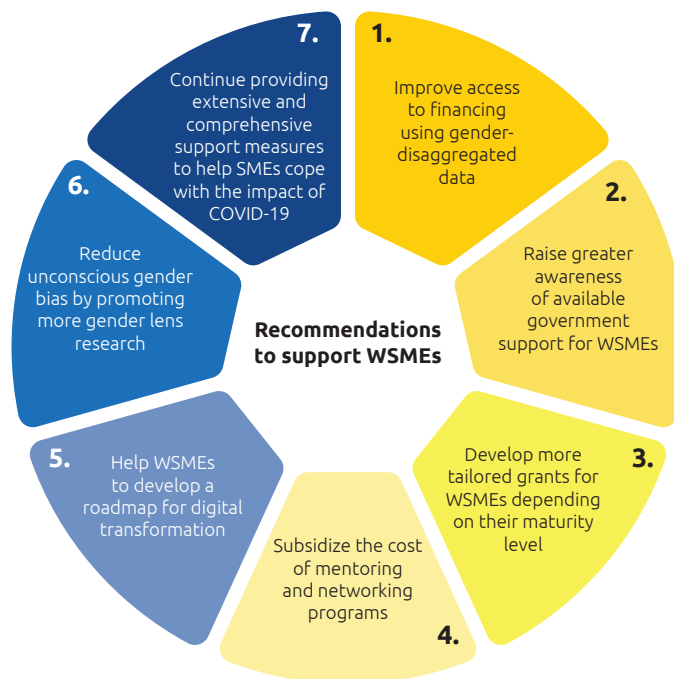 Recommendations
to support WSMEs
1.
Improve access
to financing
using gender-
disaggregated
data
2.
Raise greater
awareness
of available
government
support for WSMEs
3.
Develop more
tailored grants for
WSMEs depending
on their maturity
level
4.
Subsidize the cost
of mentoring
and networking
programs
5.
Help WSMEs
to develop a
roadmap for digital
transformation
6.
Reduce
unconscious gender
bias by promoting
more gender lens
research
7.
Continue providing
extensive and
comprehensive
support measures
to help SMEs cope
with the impact of
COVID-19